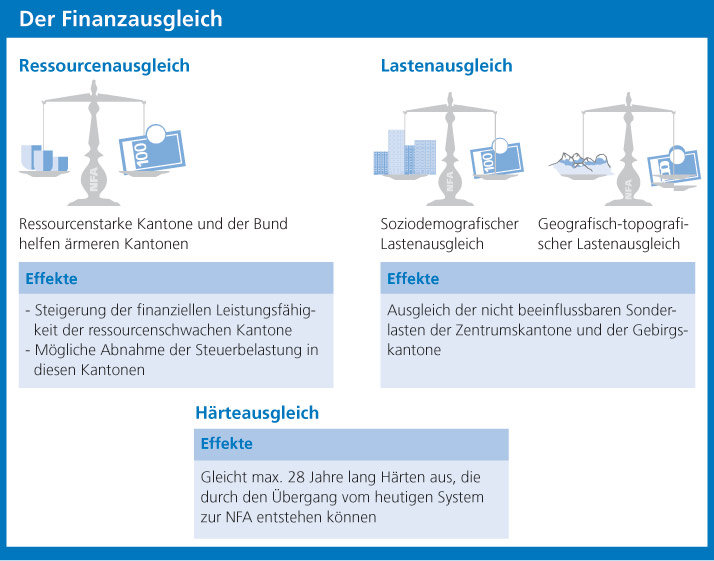 Der Finanzausgleich
Ressourcenausgleich
NFA
100
Ressourcenstarke Kantone und der Bund
helfen ärmeren Kantonen
Effekte
- Steigerung der finanziellen Leistungsfähig-
keit der ressourcenschwachen Kantone
- Mögliche Abnahme der Steuerbelastung in
diesen Kantonen
Lastenausgleich
NFA
100
NFA
Soziodemografischer
Lastenausgleich
Geografisch-topografi-
scher Lastenausgleich
Effekte
Ausgleich der nicht beeinflussbaren Sonder-
lasten der Zentrumskantone und der Gebirgs-
kantone
Härteausgleich
Effekte
Gleicht max. 28 Jahre lang Härten aus, die
durch den Übergang vom heutigen System
zur NFA entstehen können